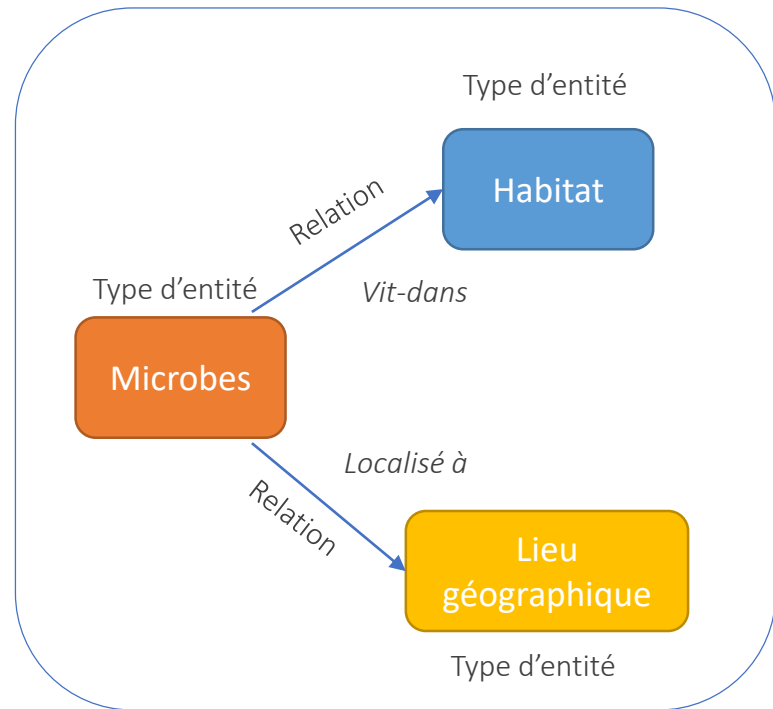 Type d'entité
Habitat
Relation
Vit-dans
Type d'entité
Microbes
Localisé à
Relation
Lieu
géographique
Type d'entité